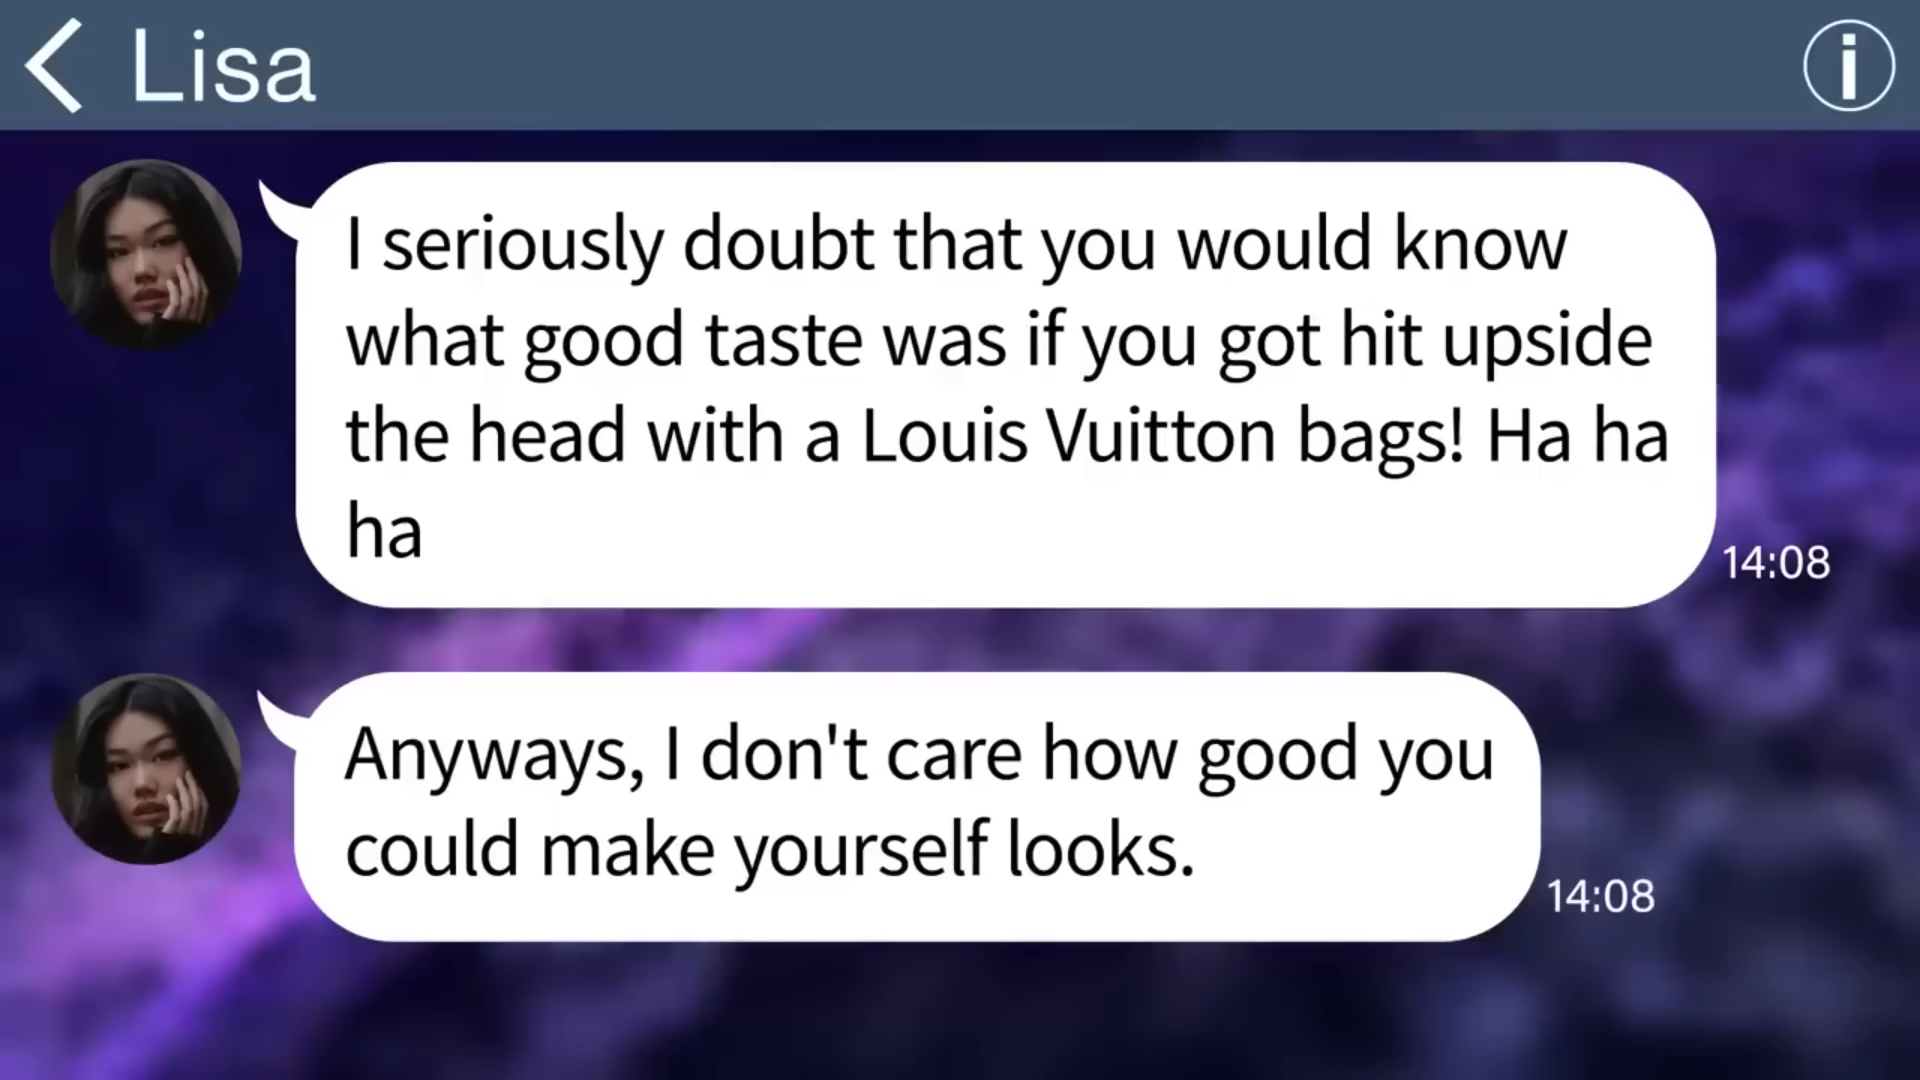 Lisa
I seriously doubt that you would know
what good taste was if you got hit upside
the head with a Louis Vuitton bags! Ha ha
ha
14:08
Anyways, I don't care how good you
could make yourself looks.
14:08